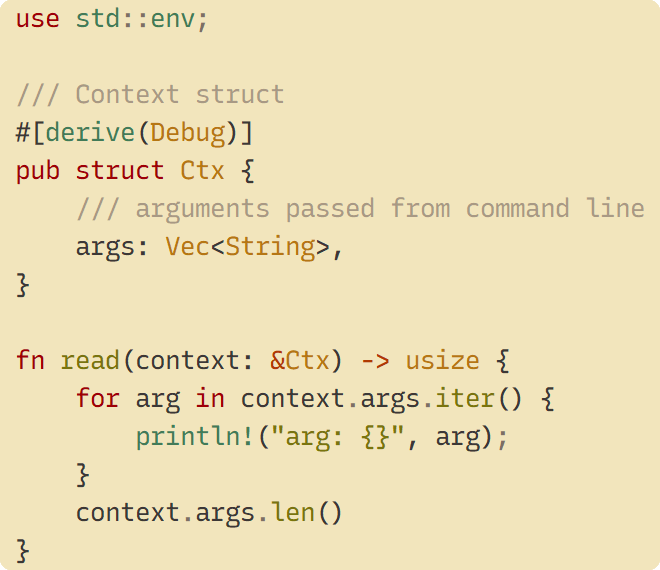 use std::env;

/// Context struct
#[derive(Debug)]
pub struct Ctx {
    /// arguments passed from command line
    args: Vec<String>,
}

fn read(context: &Ctx) -> usize {
    for arg in context.args.iter() {
        println!("arg: {}", arg);
    }
    context.args.len()
}